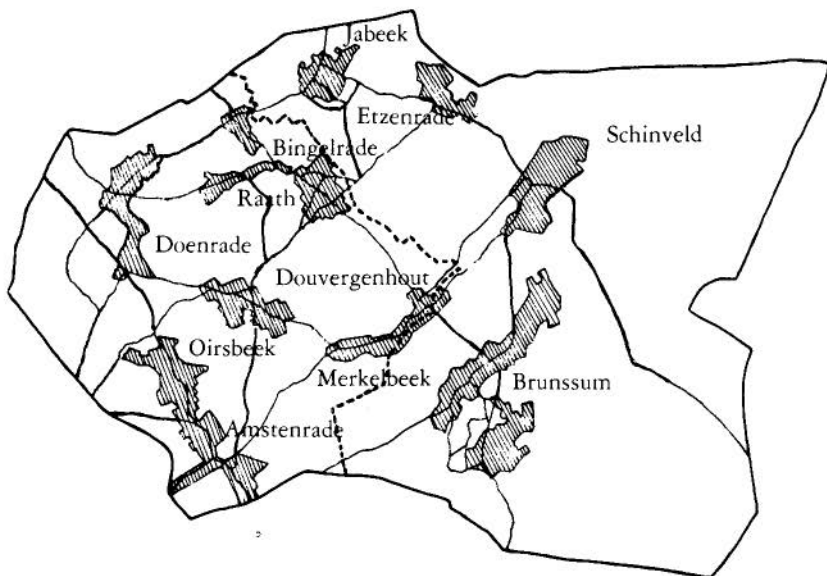 Jabeek
Etzenrade
Schinveld
Bingelrade
Raath
Doenrade
Douvergenhout
Oirsbeek
Merkelbeek
Brunssum
Amstenrade